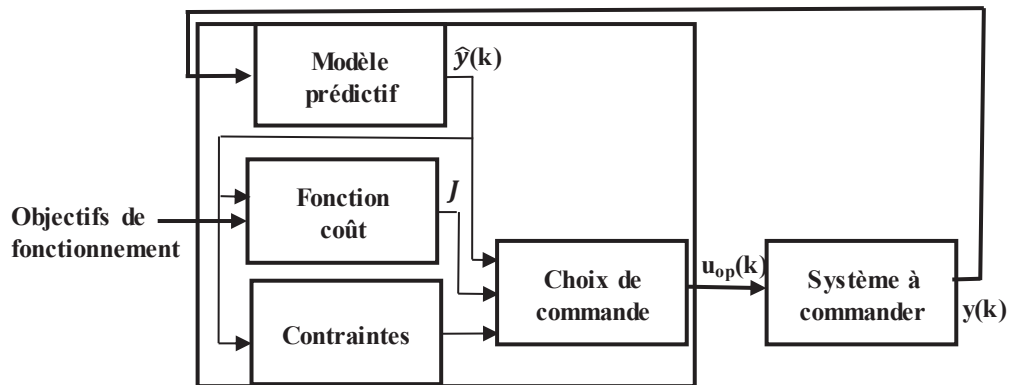 Modèle
prédictif
ŷ(k)
Objectifs de
fonctionnement
Fonction
coût
J
Contraintes
Choix de
commande
uop(k)
Système à
commander
y(k)